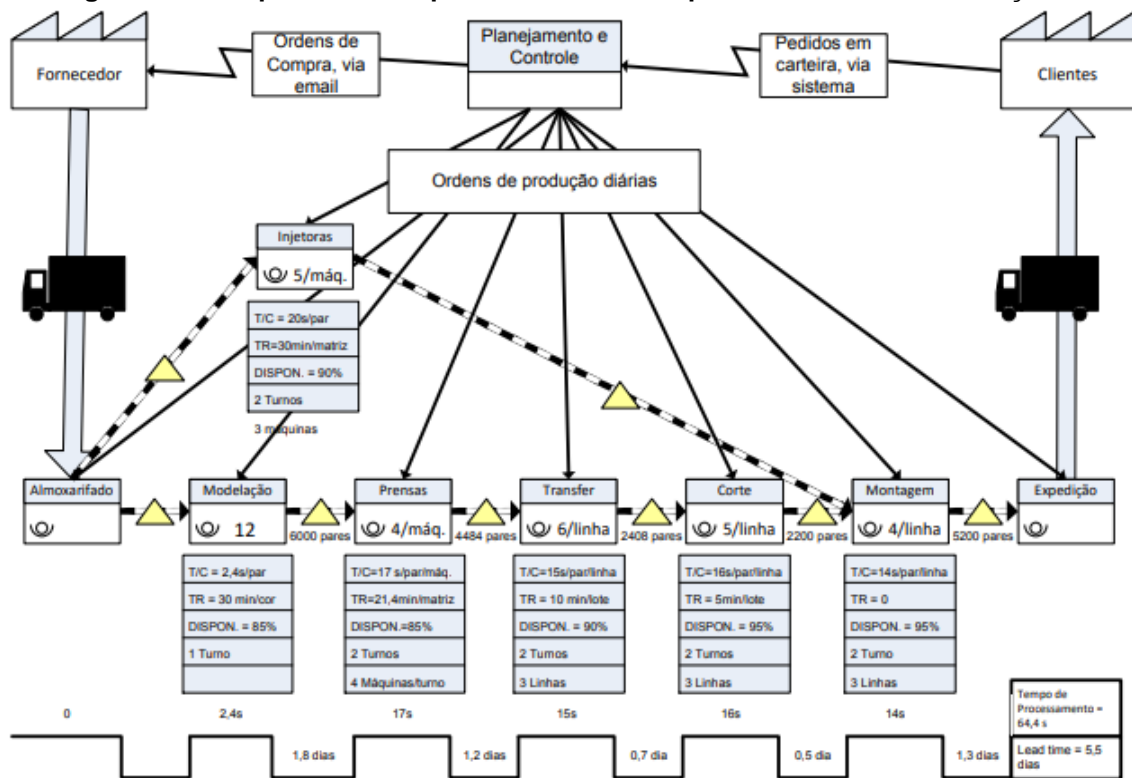 Fornecedor
Ordens de
Compra, via
email
Planejamento e
Controle
Pedidos em
carteira, via
sistema
Clientes
Ordens de produção diárias
Injetoras
5/máq.
T/C = 20s/par
TR=30min/matriz
DISPON. = 90%
2 Turnos
3 máquinas
Almoxarifado
Modelação
12
6000 pares
Prensas
4/máq.
4484 pares
Transfer
6/linha
2408 pares
Corte
5/linha
2200 pares
Montagem
4/linha
5200 pares
Expedição
T/C = 2,4s/par
TR = 30 min/cor
DISPON. = 85%
1 Turno
T/C=17 s/par/máq.
TR=21,4min/matriz
DISPON.=85%
2 Turnos
4 Máquinas/turno
T/C=15s/par/linha
TR = 10 min/lote
DISPON. = 90%
2 Turnos
3 Linhas
T/C=16s/par/linha
TR = 5min/lote
DISPON. = 95%
2 Turnos
3 Linhas
T/C=14s/par/linha
TR = 0
DISPON. = 95%
2 Turno
3 Linhas
0
2,4s
17s
15s
16s
14s
Tempo de
Processamento =
64,4 s
1,8 dias
1,2 dias
0,7 dia
0,5 dia
1,3 dias
Lead time = 5,5
dias